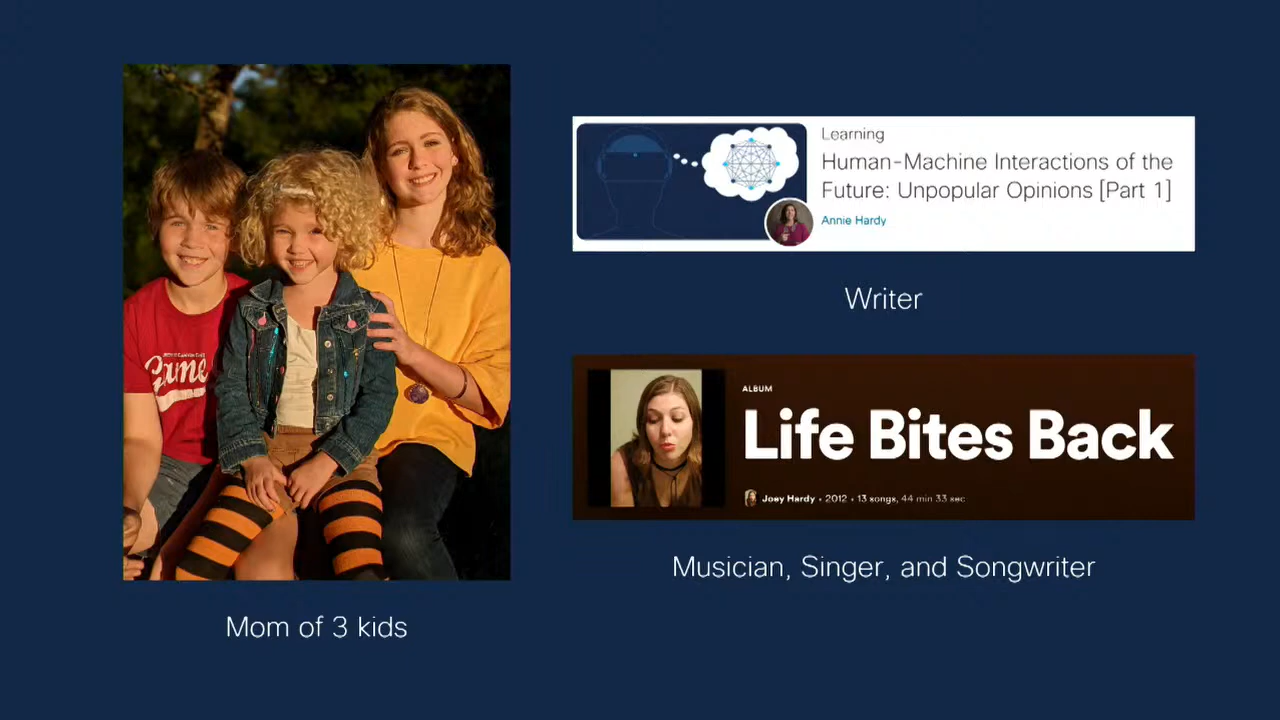 Game
Mom of 3 kids
Learning
Human-Machine Interactions of the
Future: Unpopular Opinions [Part 1]
Annie Hardy
Writer
ALBUM
Life Bites Back
Joey Hardy • 2012 • 13 songs, 44 min 33 sec
Musician, Singer, and Songwriter